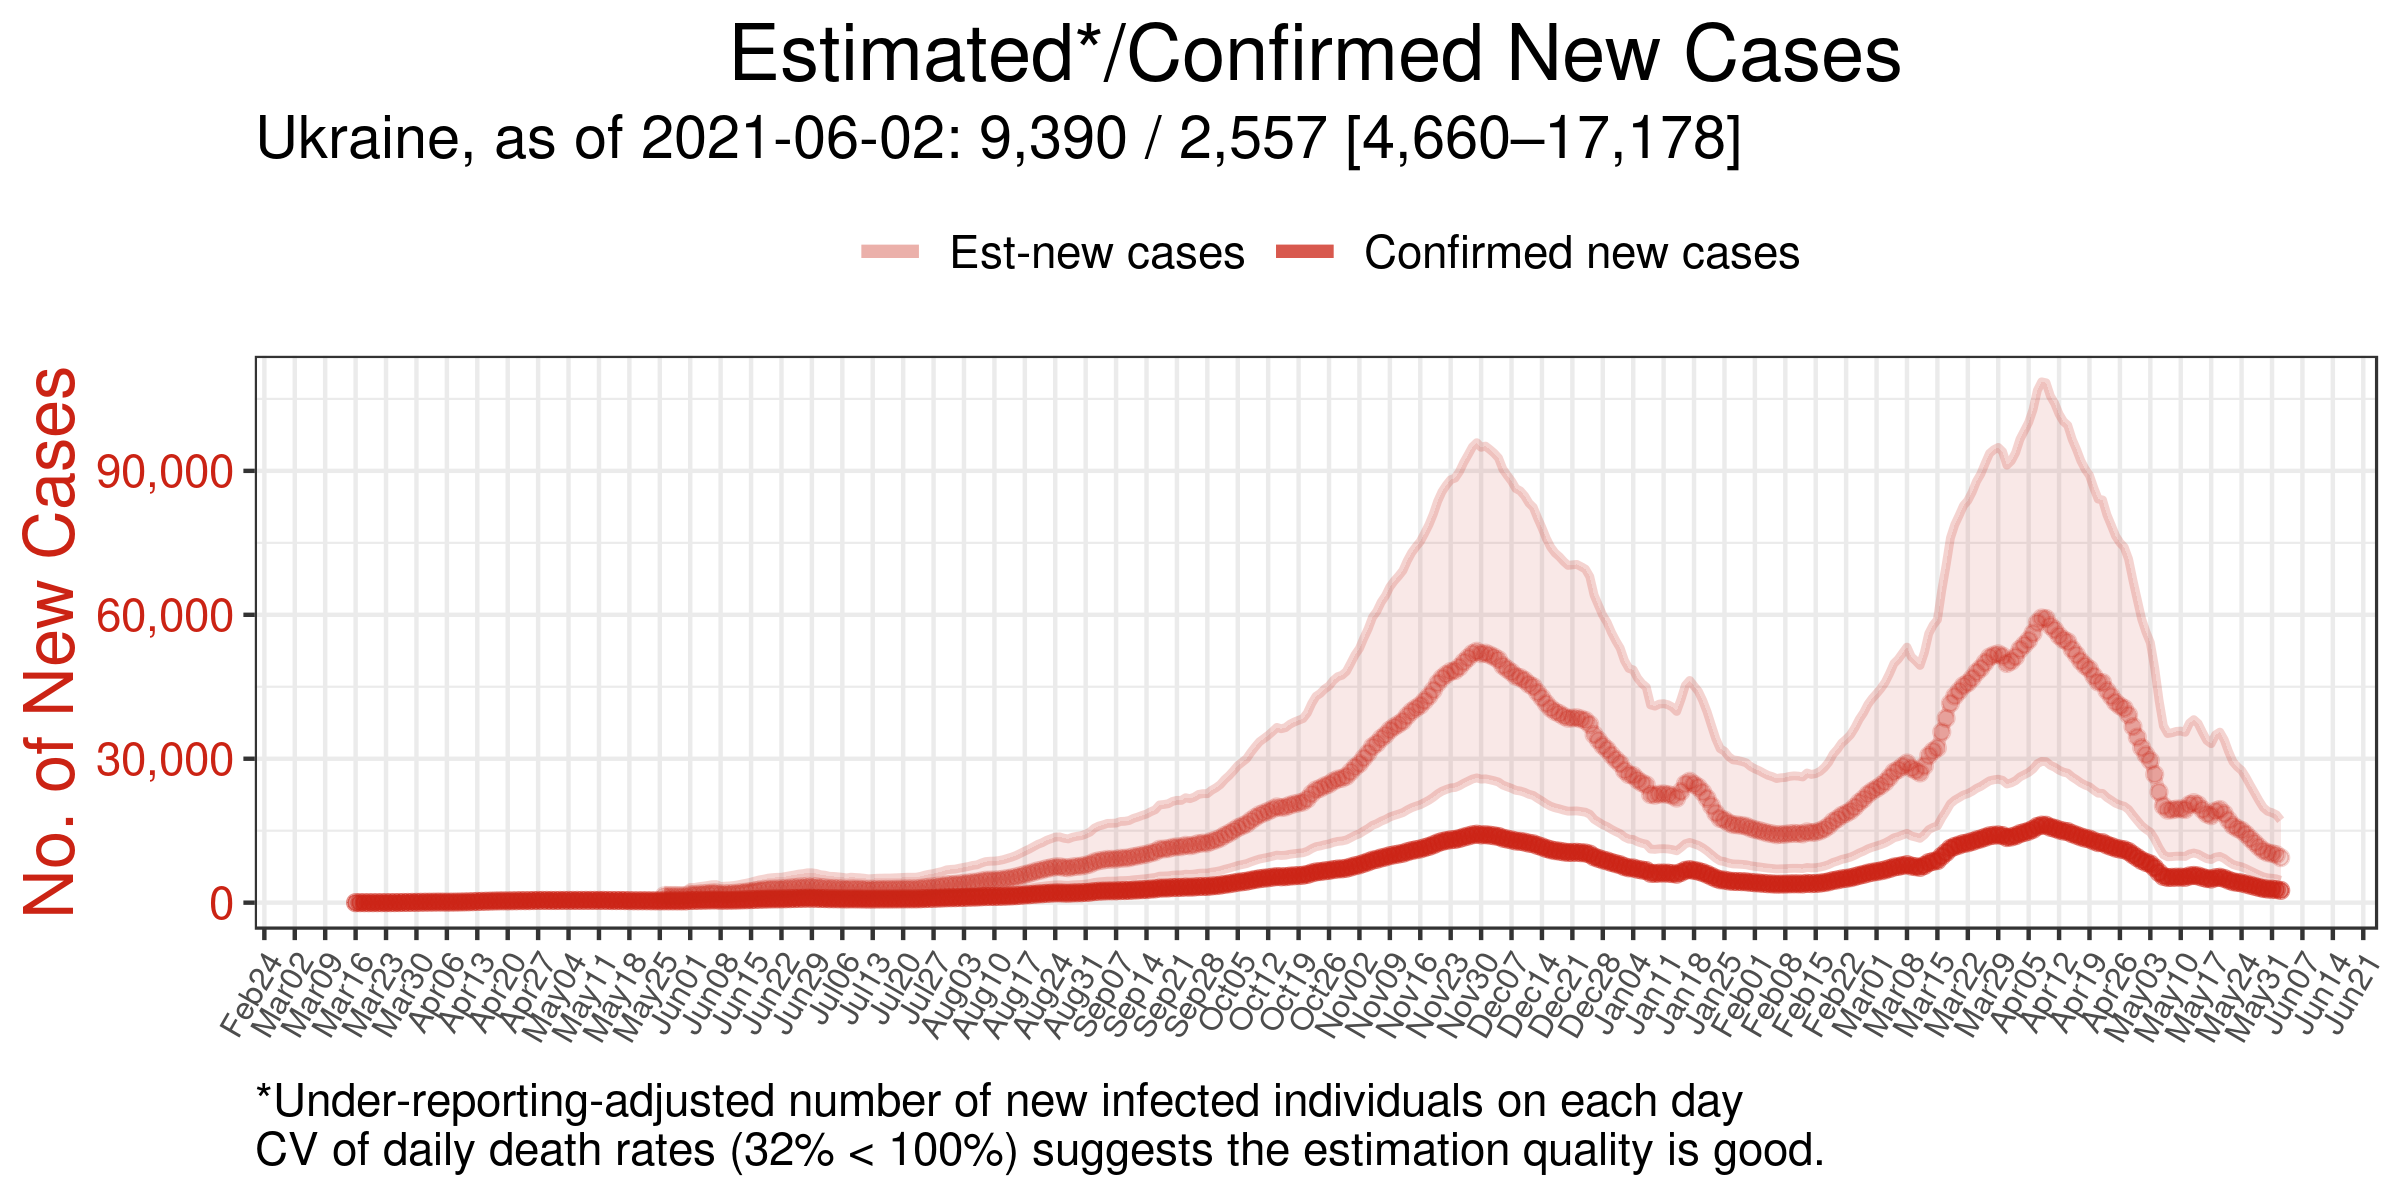 Estimated*/Confirmed New Cases
Ukraine, as of 2021-06-02: 9,390 / 2,557 [4,660–17,178]
Est-new cases
Confirmed new cases
No. of New Cases
90,000
60,000
30,000
0
Feb24
Mar02
Mar09
Mar16
Mar23
Mar30
Apr06
Apr13
Apr20
Apr27
May04
May11
May18
May25
Jun01
Jun08
Jun15
Jun22
Jun29
Jul06
Jul13
Jul20
Jul27
Aug03
Aug10
Aug17
Aug24
Aug31
Sep07
Sep14
Sep21
Sep28
Oct05
Oct12
Oct19
Oct26
Nov02
Nov09
Nov16
Nov23
Nov30
Dec07
Dec14
Dec21
Dec28
Jan04
Jan11
Jan18
Jan25
Feb01
Feb08
Feb15
Feb22
Mar01
Mar08
Mar15
Mar22
Mar29
Apr05
Apr12
Apr19
Apr26
May03
May10
May17
May24
May31
Jun07
Jun14
Jun21
*Under-reporting-adjusted number of new infected individuals on each day
CV of daily death rates (32% < 100%) suggests the estimation quality is good.